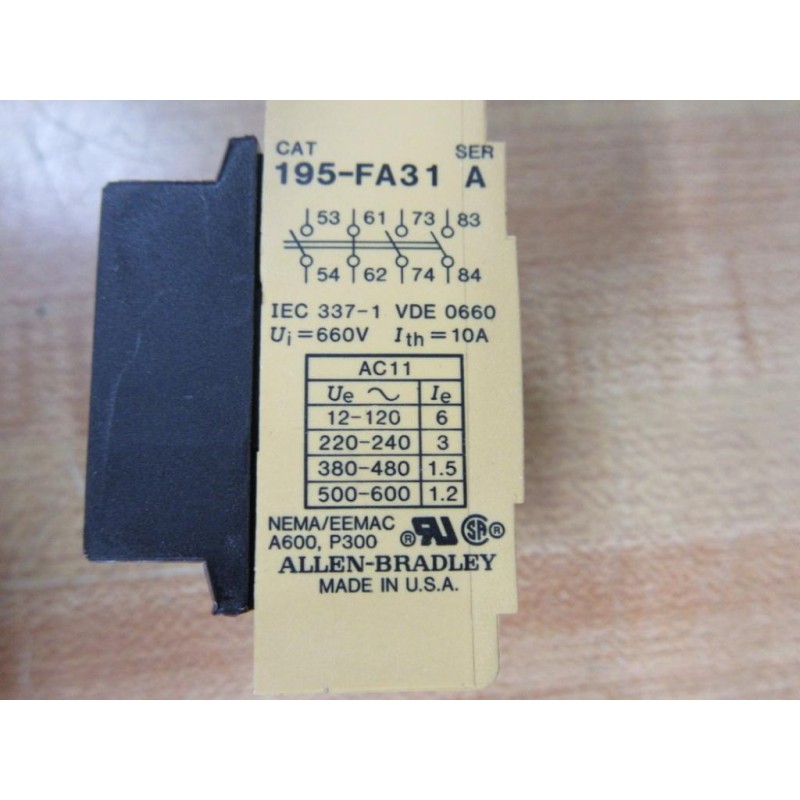 CAT SER
195-FA31 A
53 61 73 83
54 62 74 84
IEC 337-1 VDE 0660
Ui=660V Ith=10A
AC11
Ue ~ Ie
12-120 6
220-240 3
380-480 1.5
500-600 1.2
NEMA/EEMAC
A600, P300 ® RU SA ®
ALLEN-BRADLEY
MADE IN U.S.A.